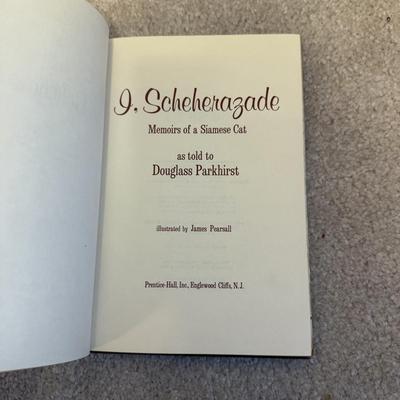 I, Scheherazade
Memoirs of a Siamese Cat
as told to
Douglass Parkhirst
illustrated by James Pearsall
Prentice-Hall, Inc., Englewood Cliffs, N. J.